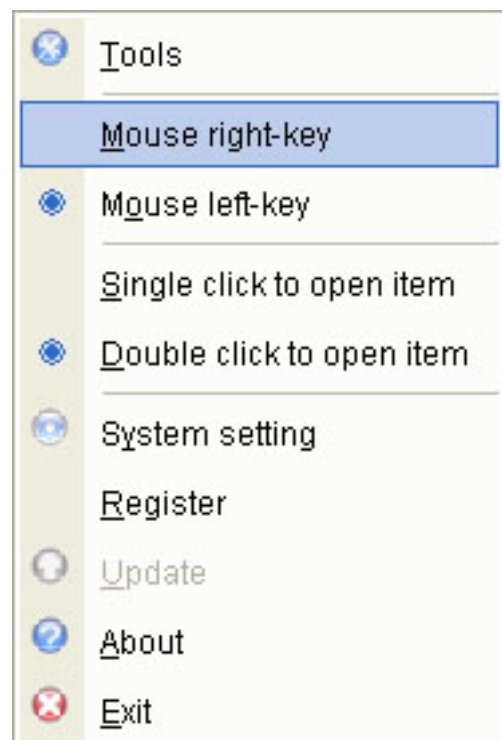 Tools
Mouse right-key
Mouse left-key
Single click to open item
Double click to open item
System setting
Register
Update
About
Exit